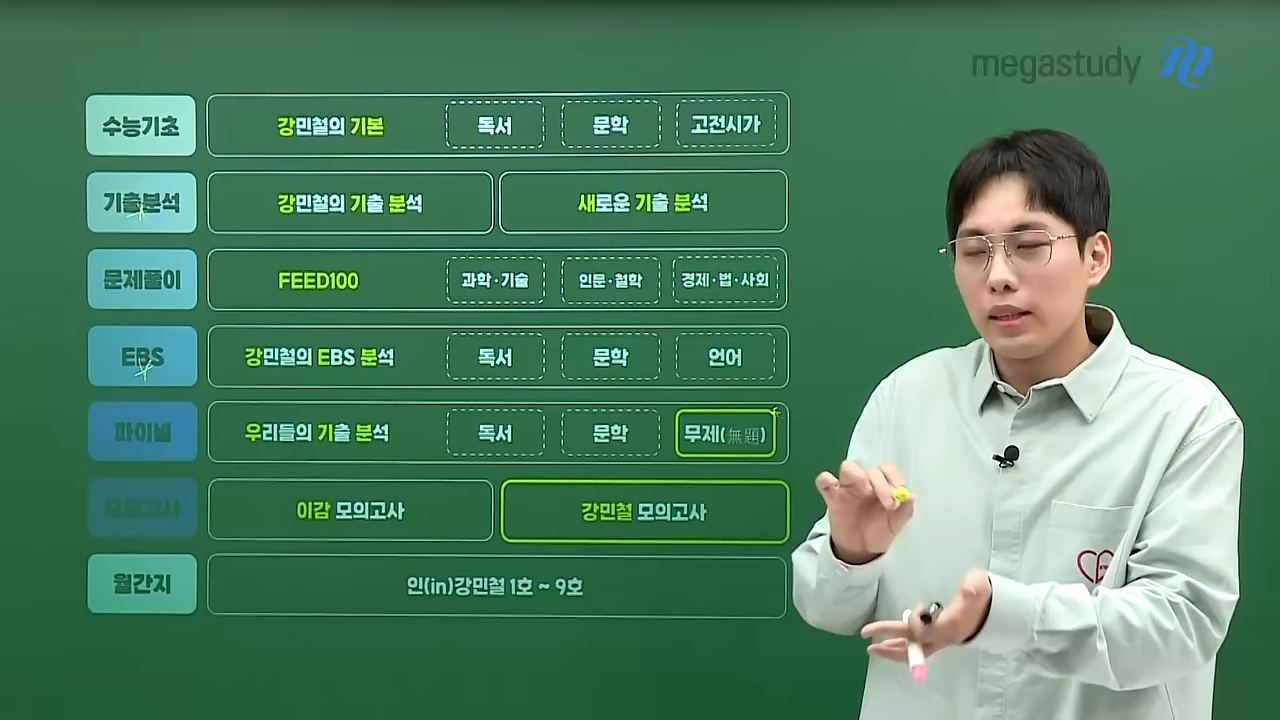 megastudy
수능기초 강민철의 기본 독서 문학 고전시가
기출분석 강민철의 기출 분석 새로운 기출 분석
문제풀이 FEED100 과학·기술 인문·철학 경제·법·사회
EBS 강민철의 EBS 분석 독서 문학 언어
파이널 우리들의 기출 분석 독서 문학 무제(無題)
모의고사 이감 모의고사 강민철 모의고사
월간지 인(in)강민철 1호 ~ 9호